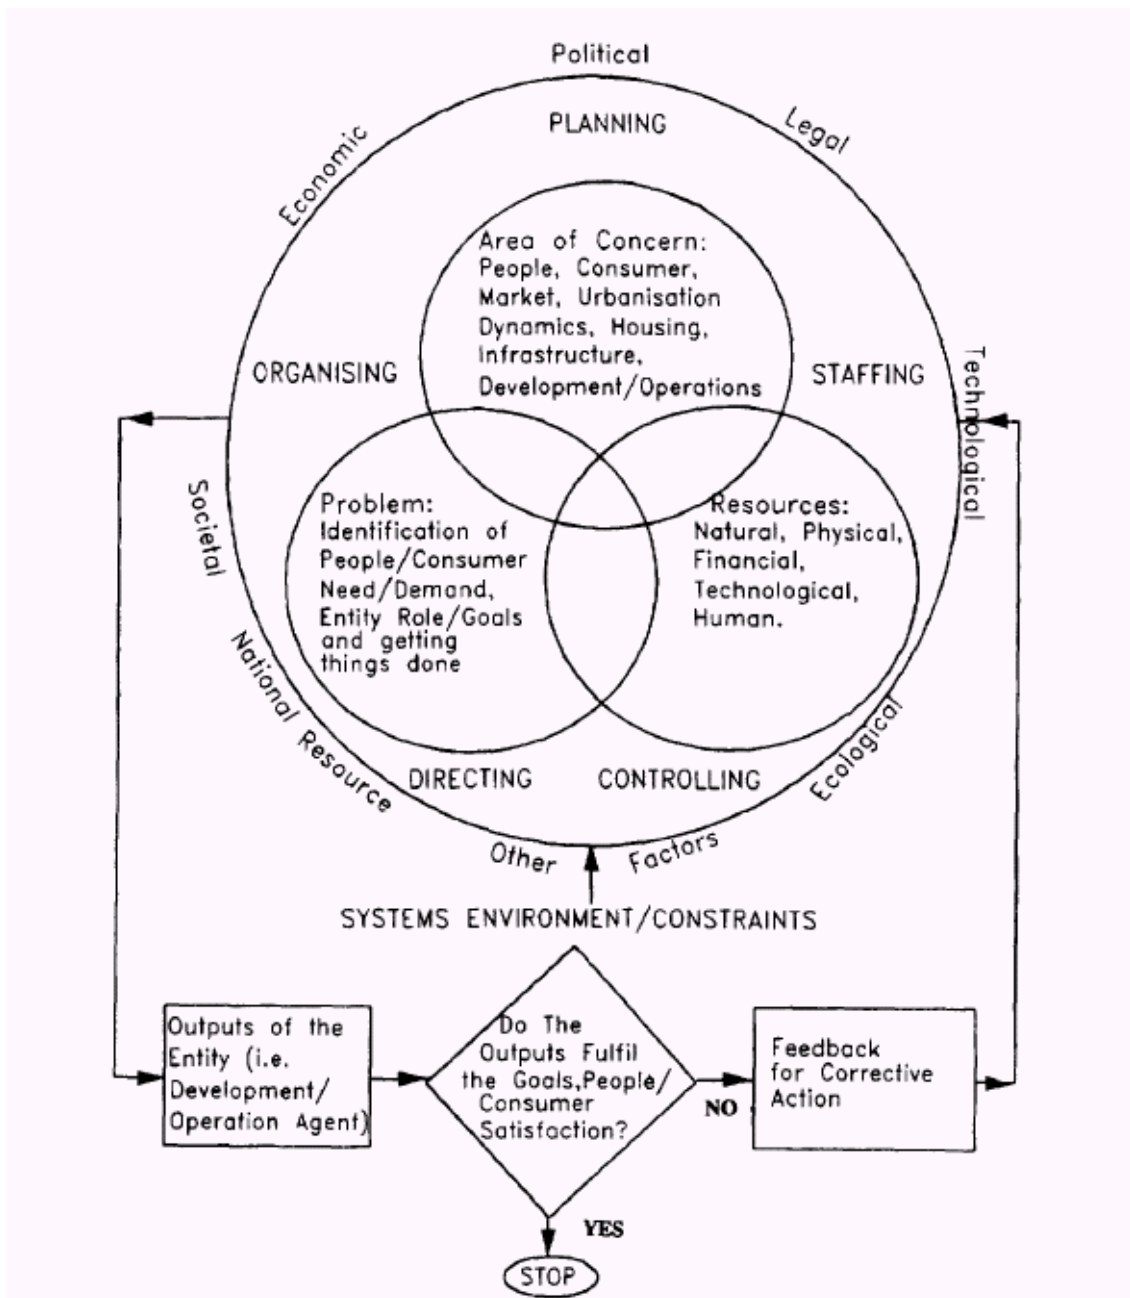 Political
Legal
Economic
PLANNING
Area of Concern:
People, Consumer,
Market, Urbanisation
Dynamics, Housing,
Infrastructure,
Development/Operations
ORGANISING
STAFFING
Technological
Societal
Problem:
Identification of
People/Consumer
Need/Demand,
Entity Role/Goals
and getting
things done
Resources:
Natural, Physical,
Financial,
Technological,
Human.
National Resource
Ecological
DIRECTING
CONTROLLING
Other Factors
SYSTEMS ENVIRONMENT/CONSTRAINTS
Outputs of the
Entity (i.e.
Development/
Operation Agent)
Do The
Outputs Fulfil
the Goals,People/
Consumer
Satisfaction?
NO
Feedback
for Corrective
Action
YES
STOP